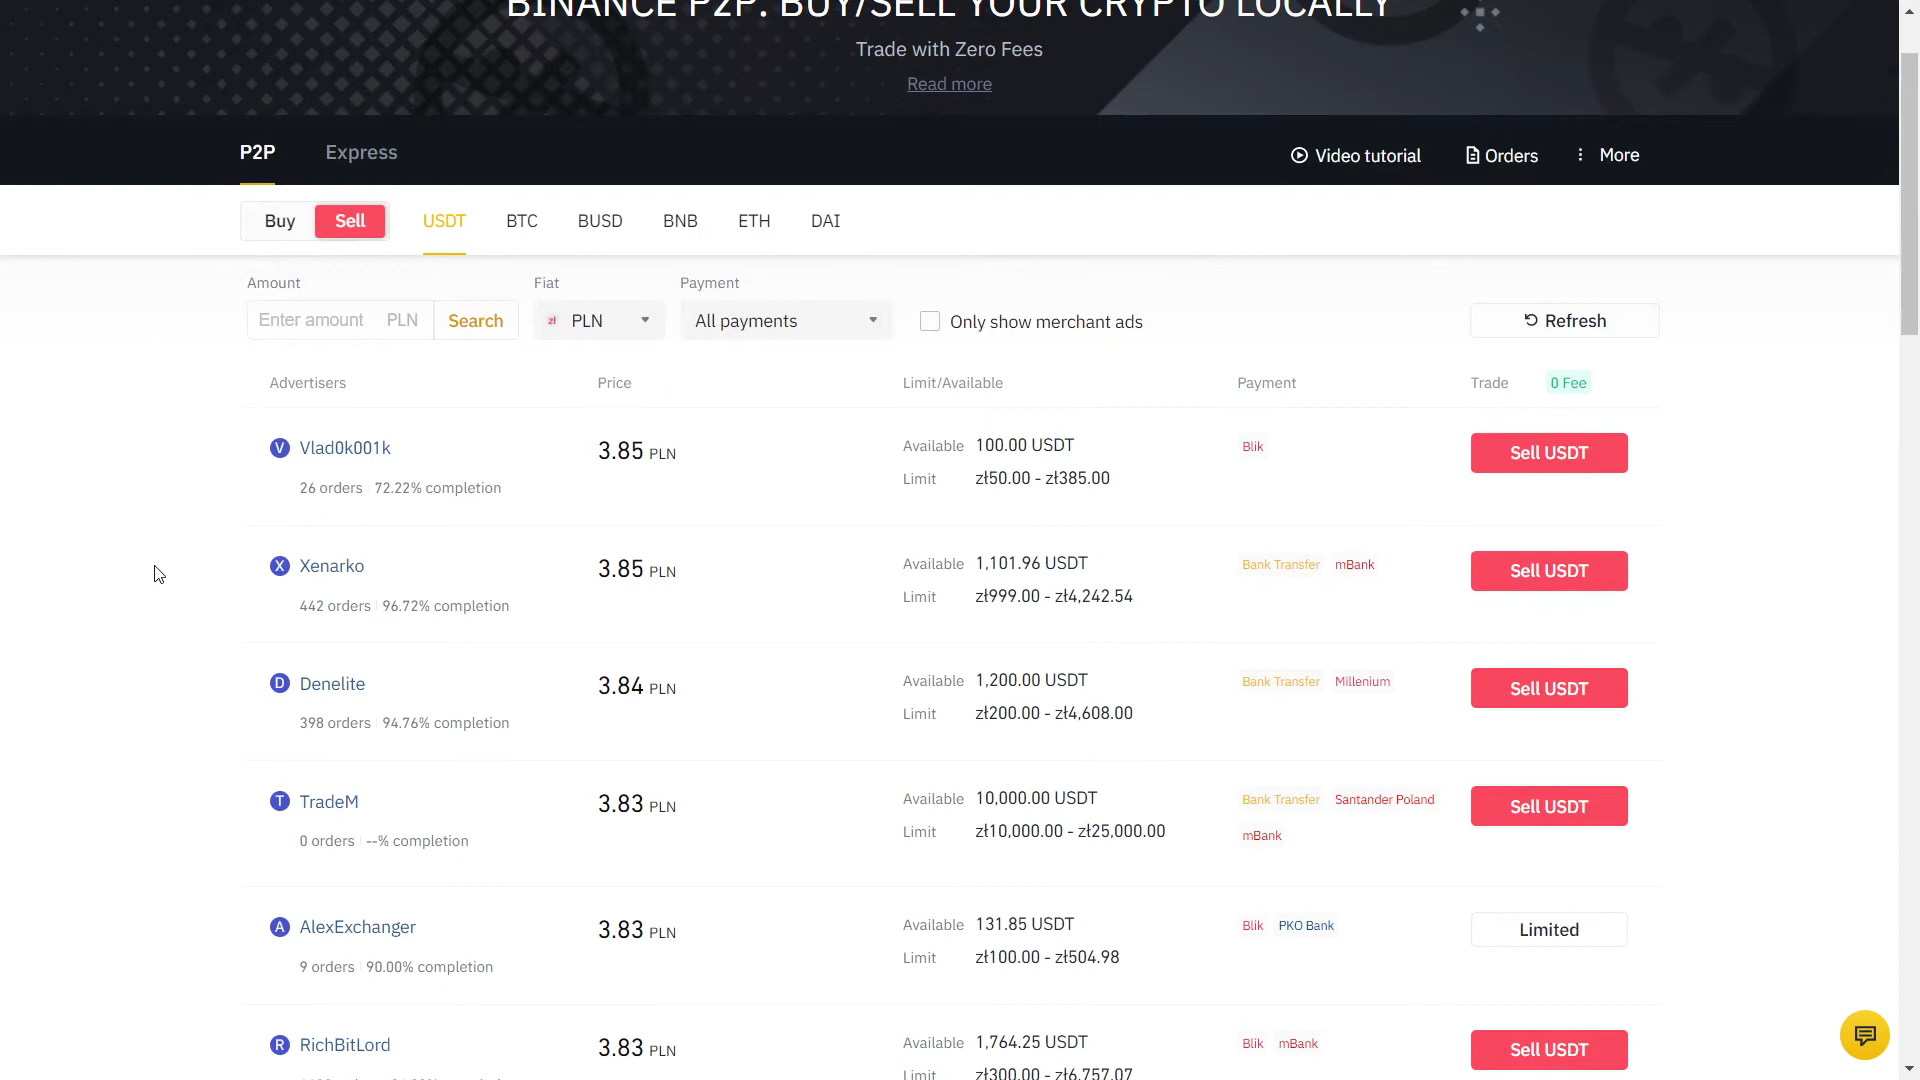 BINANCE P2P: BUY/SELL YOUR CRYPTO LOCALLY
Trade with Zero Fees
Read more
P2P Express Video tutorial Orders More
Buy Sell USDT BTC BUSD BNB ETH DAI
Amount Fiat Payment
Enter amount PLN Search zł PLN All payments Only show merchant ads Refresh
Advertisers Price Limit/Available Payment Trade 0 Fee
V Vlad0k001k 3.85 PLN Available 100.00 USDT Blik Sell USDT
Limit zł50.00 - zł385.00
26 orders 72.22% completion
X Xenarko 3.85 PLN Available 1,101.96 USDT Bank Transfer mBank Sell USDT
Limit zł999.00 - zł4,242.54
442 orders 96.72% completion
D Denelite 3.84 PLN Available 1,200.00 USDT Bank Transfer Millenium Sell USDT
Limit zł200.00 - zł4,608.00
398 orders 94.76% completion
T TradeM 3.83 PLN Available 10,000.00 USDT Bank Transfer Santander Poland Sell USDT
Limit zł10,000.00 - zł25,000.00 mBank
0 orders --% completion
A AlexExchanger 3.83 PLN Available 131.85 USDT Blik PKO Bank Limited
Limit zł100.00 - zł504.98
9 orders 90.00% completion
R RichBitLord 3.83 PLN Available 1,764.25 USDT Blik mBank Sell USDT
Limit zł300.00 - zł6,757.07